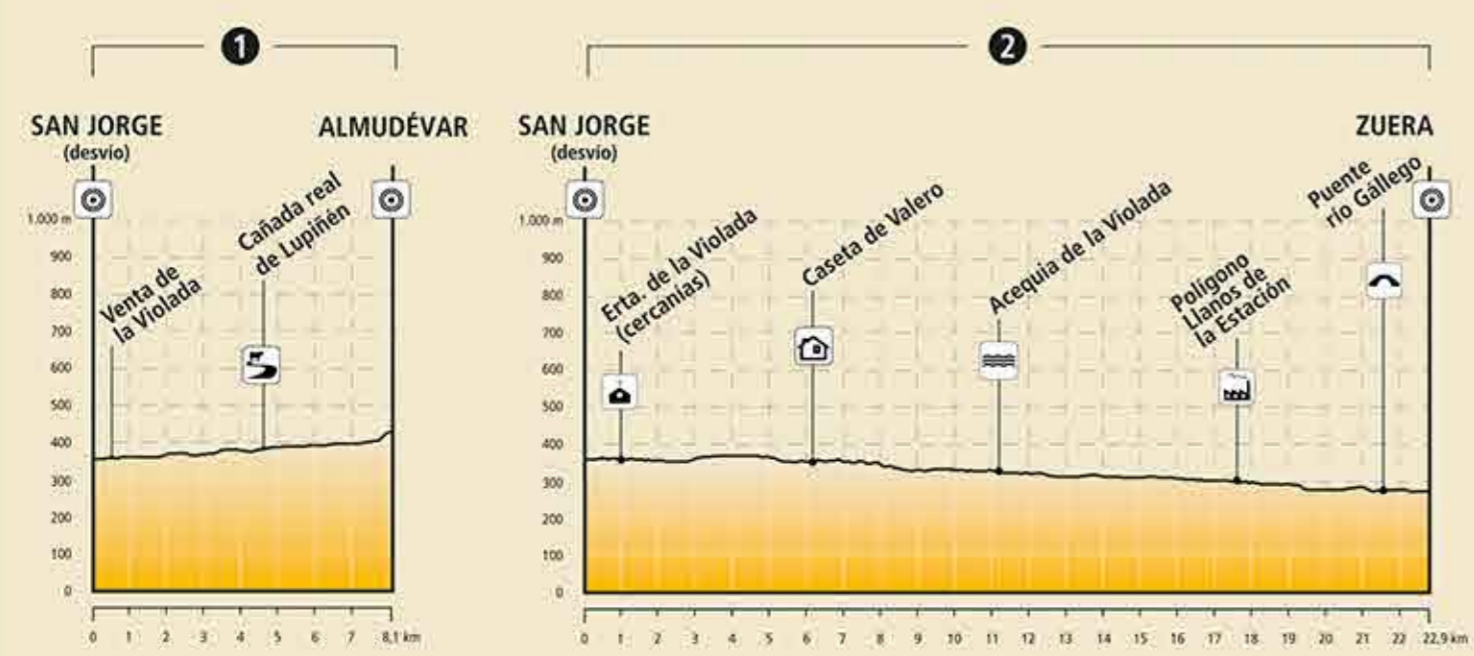 1
SAN JORGE
(desvío)
ALMUDÉVAR
Venta de
la Violada
Cañada real
de Lupiñén
1.000 m
900
800
700
600
500
400
300
200
100
0
0 1 2 3 4 5 6 7 8,1 km
2
SAN JORGE
(desvío)
ZUERA
Erta. de la Violada
(cercanías)
Caseta de Valero
Acequia de la Violada
Polígono
Llanos de
la Estación
Puente
río Gállego
1.000 m
900
800
700
600
500
400
300
200
100
0
0 1 2 3 4 5 6 7 8 9 10 11 12 13 14 15 16 17 18 19 20 21 22 22,9 km